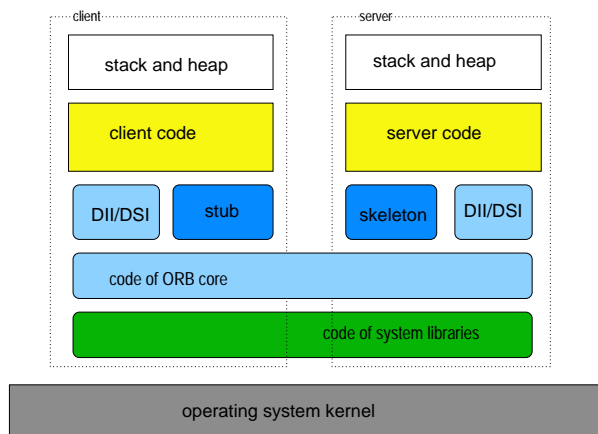 client
server
stack and heap
stack and heap
client code
server code
DII/DSI
stub
skeleton
DII/DSI
code of ORB core
code of system libraries
operating system kernel